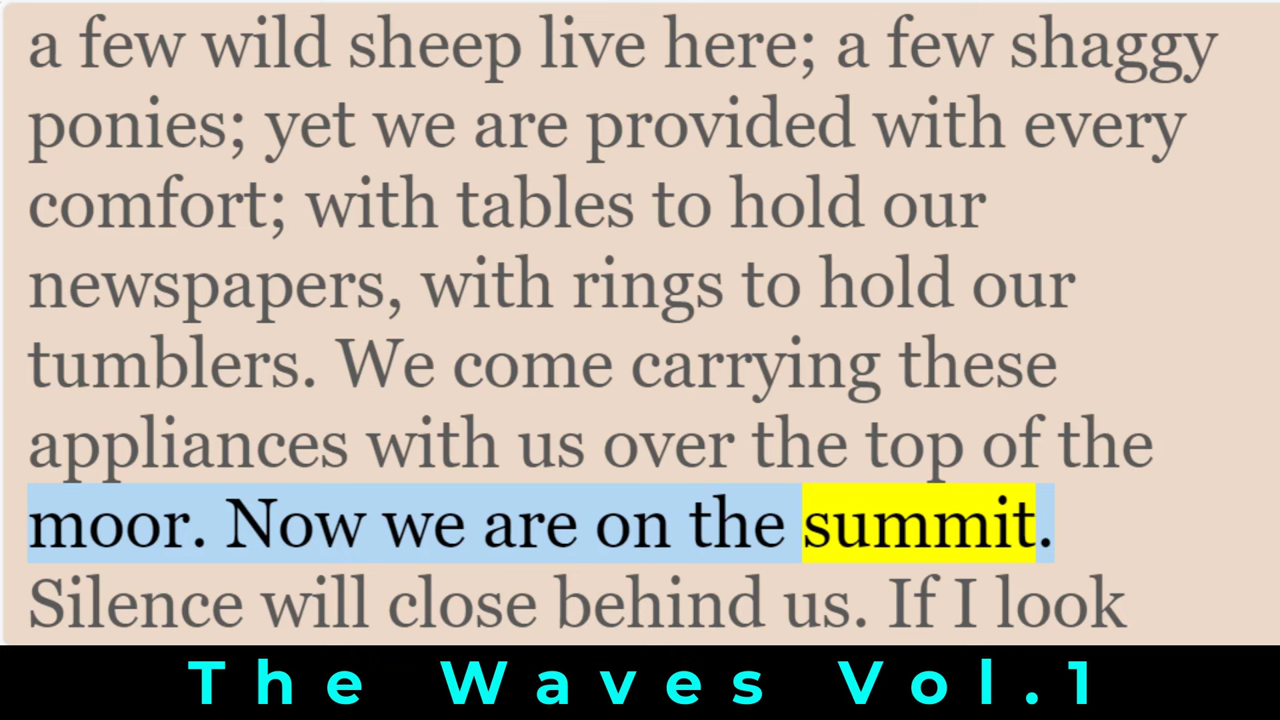 a few wild sheep live here; a few shaggy
ponies; yet we are provided with every
comfort; with tables to hold our
newspapers, with rings to hold our
tumblers. We come carrying these
appliances with us over the top of the
moor. Now we are on the summit.
Silence will close behind us. If I look
The Waves Vol.1